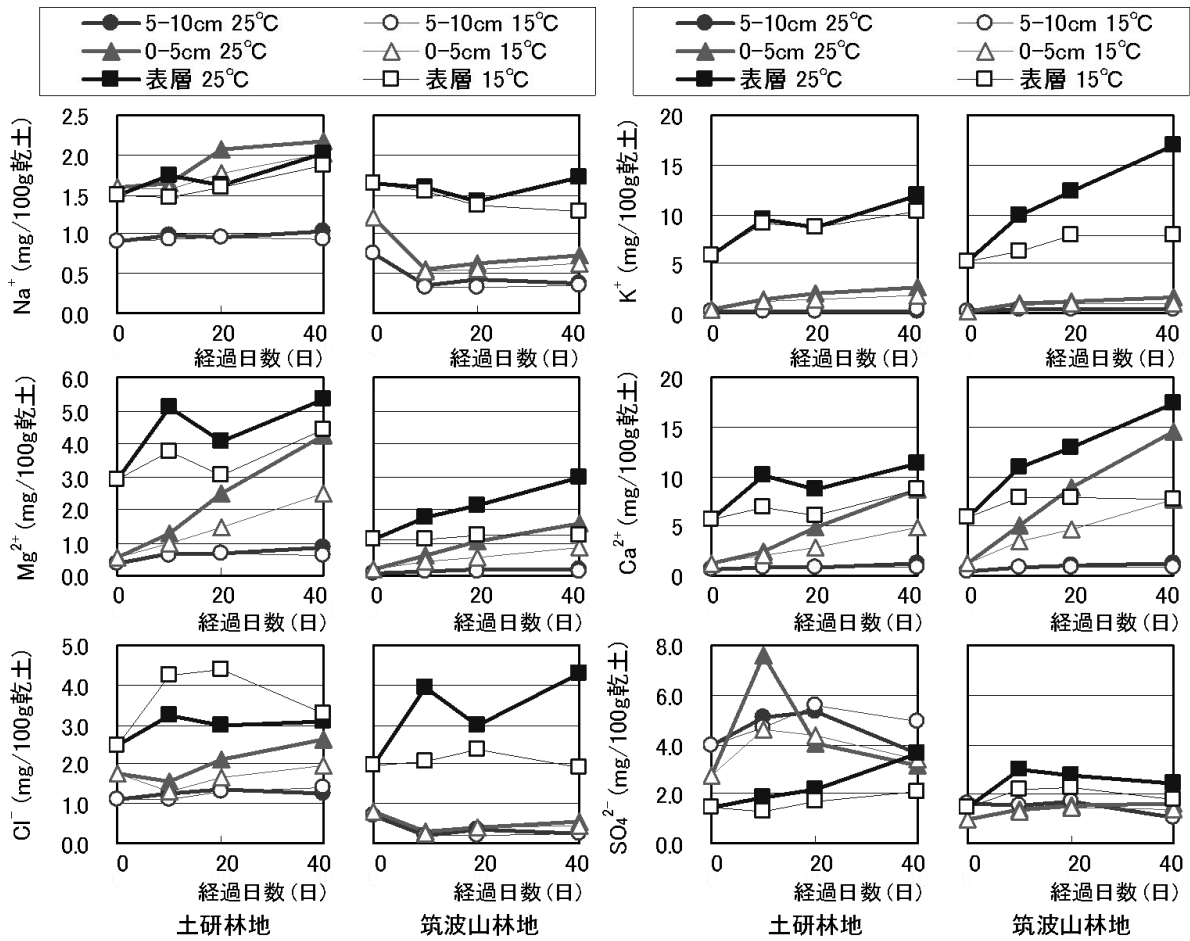 5-10cm 25℃ 5-10cm 15℃
0-5cm 25℃ 0-5cm 15℃
表層 25℃ 表層 15℃
5-10cm 25℃ 5-10cm 15℃
0-5cm 25℃ 0-5cm 15℃
表層 25℃ 表層 15℃
Na⁺ (mg/100g乾土)
2.5
2.0
1.5
1.0
0.5
0.0
0 20 40
経過日数(日)
0 20 40
経過日数(日)
K⁺ (mg/100g乾土)
20
15
10
5
0
0 20 40
経過日数(日)
0 20 40
経過日数(日)
Mg²⁺ (mg/100g乾土)
6.0
5.0
4.0
3.0
2.0
1.0
0.0
0 20 40
経過日数(日)
0 20 40
経過日数(日)
Ca²⁺ (mg/100g乾土)
20
15
10
5
0
0 20 40
経過日数(日)
0 20 40
経過日数(日)
Cl⁻ (mg/100g乾土)
5.0
4.0
3.0
2.0
1.0
0.0
0 20 40
経過日数(日)
0 20 40
経過日数(日)
SO₄²⁻ (mg/100g乾土)
8.0
6.0
4.0
2.0
0.0
0 20 40
経過日数(日)
0 20 40
経過日数(日)
土研林地 筑波山林地 土研林地 筑波山林地